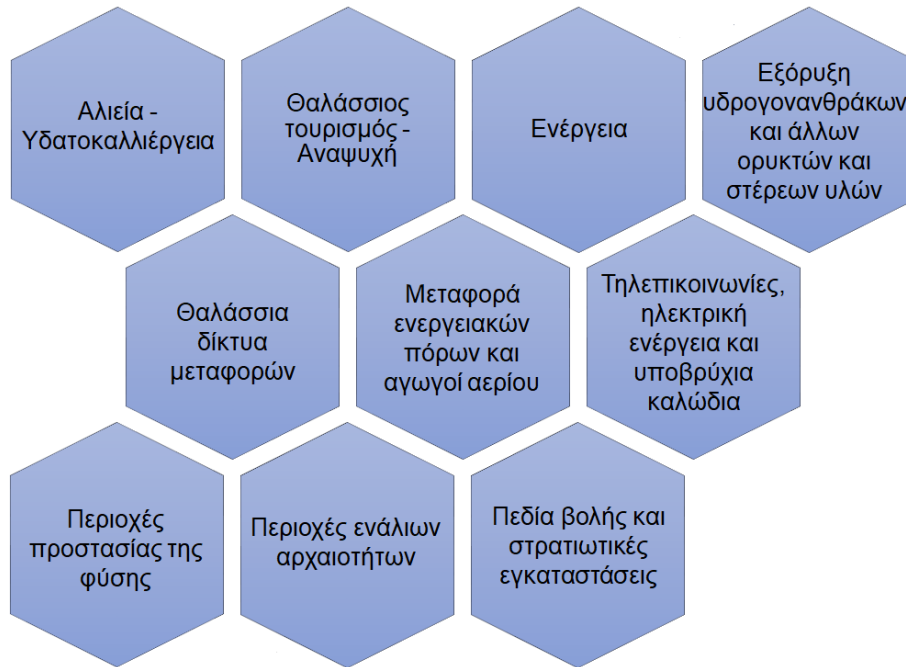 Αλιεία -
Υδατοκαλλιέργεια
Θαλάσσιος
τουρισμός -
Αναψυχή
Ενέργεια
Εξόρυξη
υδρογονανθράκων
και άλλων
ορυκτών και
στέρεων υλών
Θαλάσσια
δίκτυα
μεταφορών
Μεταφορά
ενεργειακών
πόρων και
αγωγοί αερίου
Τηλεπικοινωνίες,
ηλεκτρική
ενέργεια και
υποβρύχια
καλώδια
Περιοχές
προστασίας της
φύσης
Περιοχές ενάλιων
αρχαιοτήτων
Πεδία βολής και
στρατιωτικές
εγκαταστάσεις